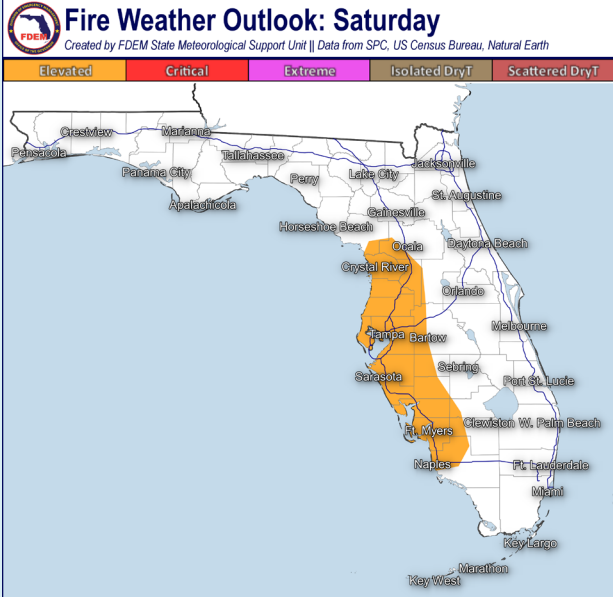 Fire Weather Outlook: Saturday
FDEM
Created by FDEM State Meteorological Support Unit || Data from SPC, US Census Bureau, Natural Earth
Elevated Critical Extreme Isolated DryT Scattered DryT
Crestview Marianna
Pensacola Tallahassee Jacksonville
Panama City Perry Lake City
Apalachicola St. Augustine
Gainesville
Horseshoe Beach
Ocala Daytona Beach
Crystal River
Orlando
Tampa Bartow Melbourne
Sebring
Sarasota Port St. Lucie
Clewiston W. Palm Beach
Ft. Myers
Naples Ft. Lauderdale
Miami
Key Largo
Marathon
Key West